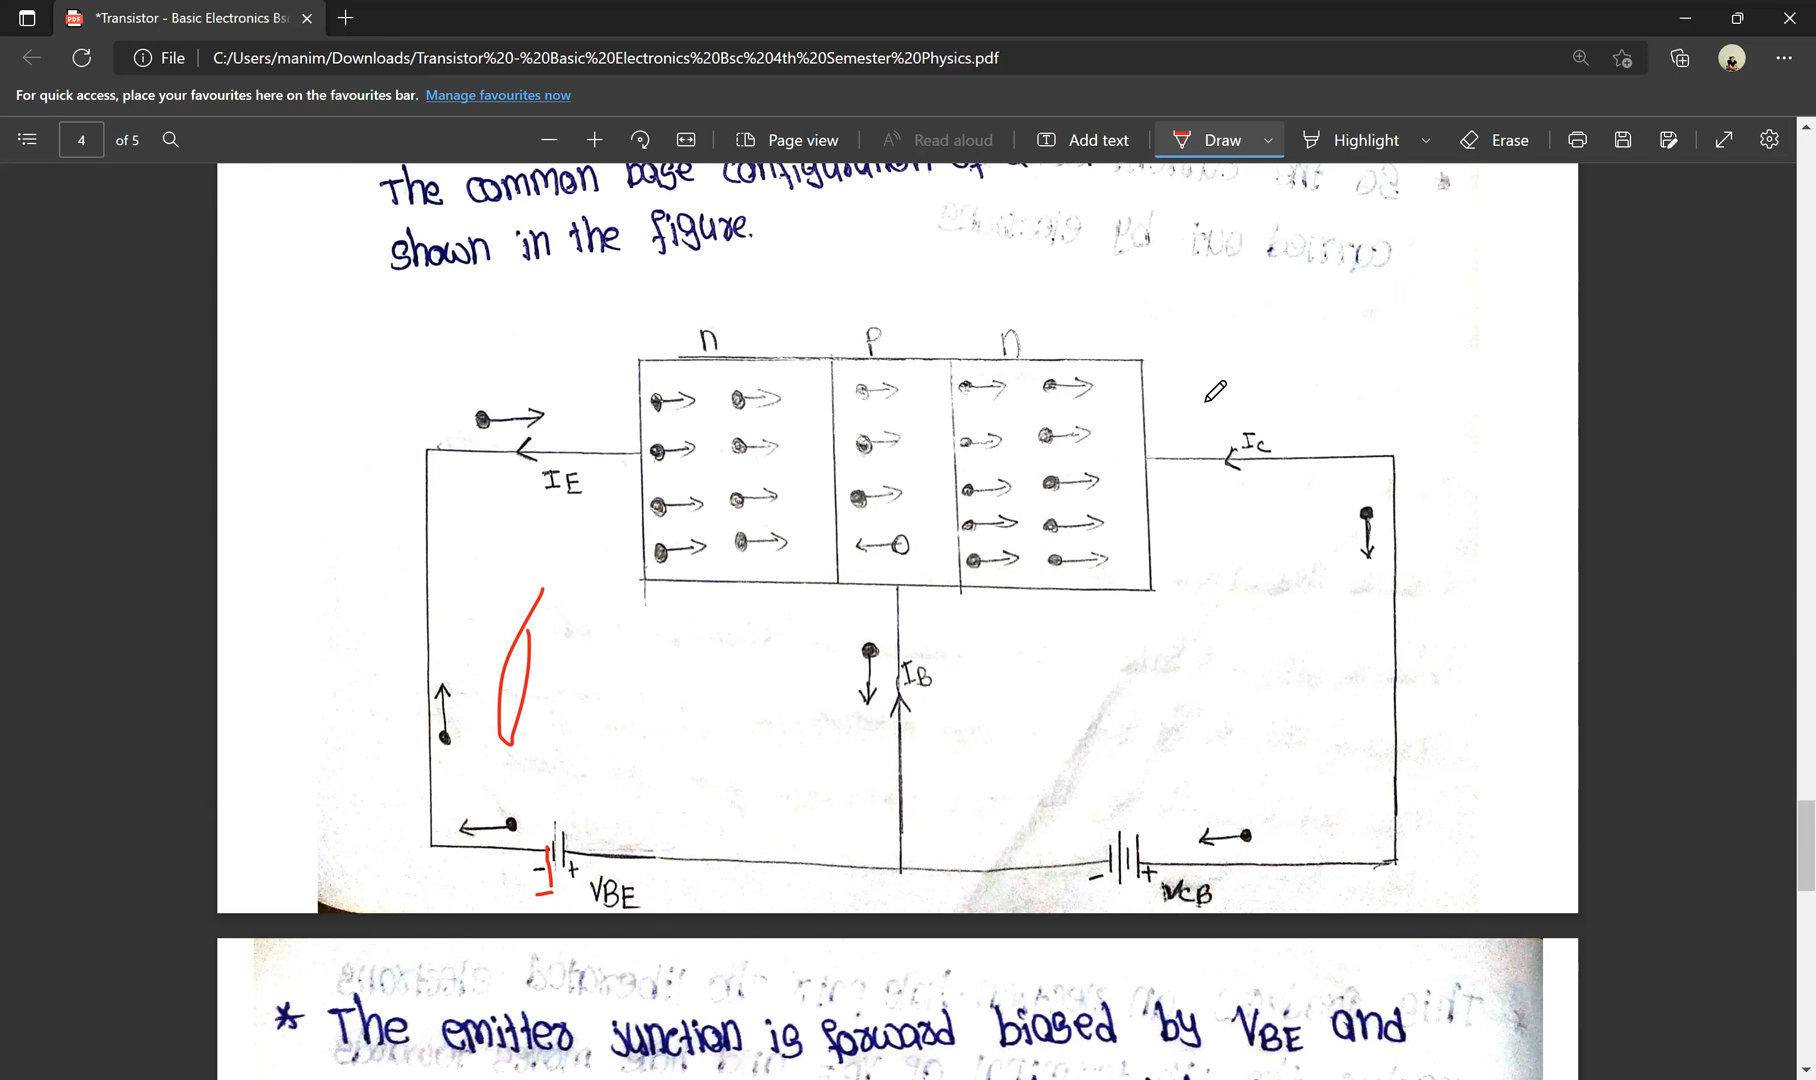 *Transistor - Basic Electronics Bsc
File C:/Users/manim/Downloads/Transistor%20-%20Basic%20Electronics%20Bsc%204th%20Semester%20Physics.pdf
For quick access, place your favourites here on the favourites bar. Manage favourites now
4 of 5 Page view Read aloud Add text Draw Highlight Erase
The common base configuration of a
shown in the figure.
n P n
IE
IC
IB
- + VBE
- + VCB
* The emitter junction is forward biased by VBE and